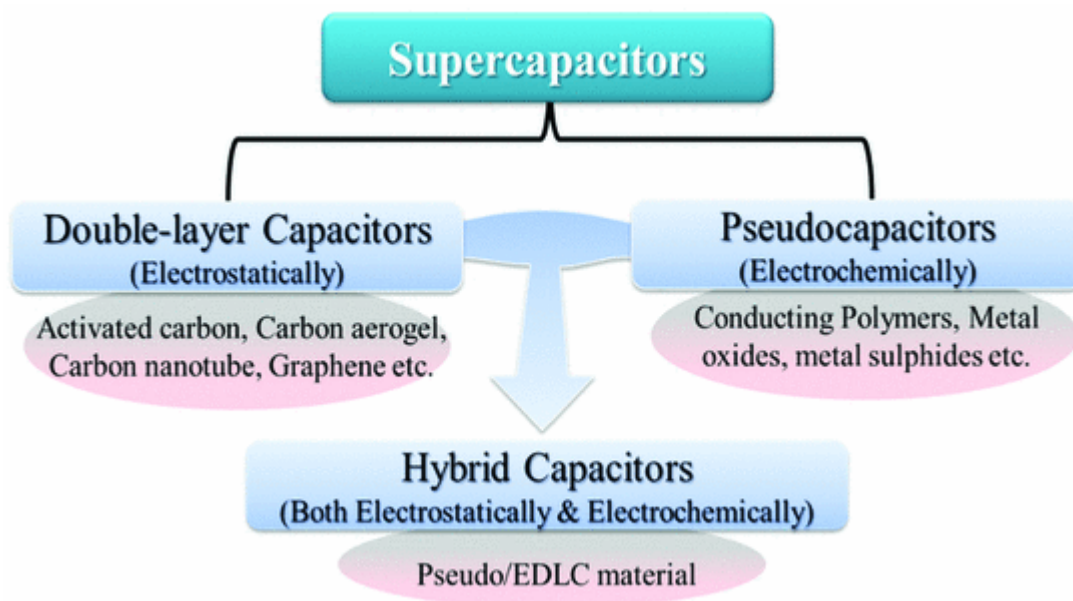 Supercapacitors
Double-layer Capacitors
(Electrostatically)
Activated carbon, Carbon aerogel,
Carbon nanotube, Graphene etc.
Pseudocapacitors
(Electrochemically)
Conducting Polymers, Metal
oxides, metal sulphides etc.
Hybrid Capacitors
(Both Electrostatically & Electrochemically)
Pseudo/EDLC material